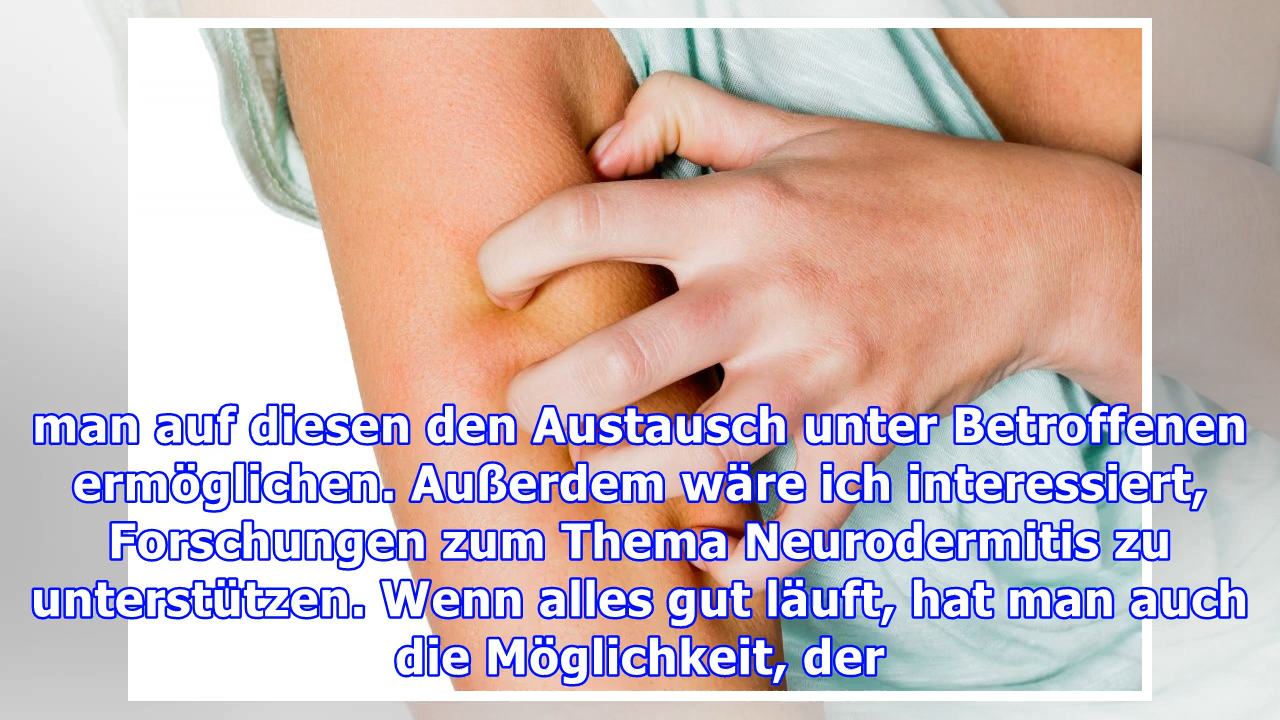 man auf diesen den Austausch unter Betroffenen
ermöglichen. Außerdem wäre ich interessiert,
Forschungen zum Thema Neurodermitis zu
unterstützen. Wenn alles gut läuft, hat man auch
die Möglichkeit, der